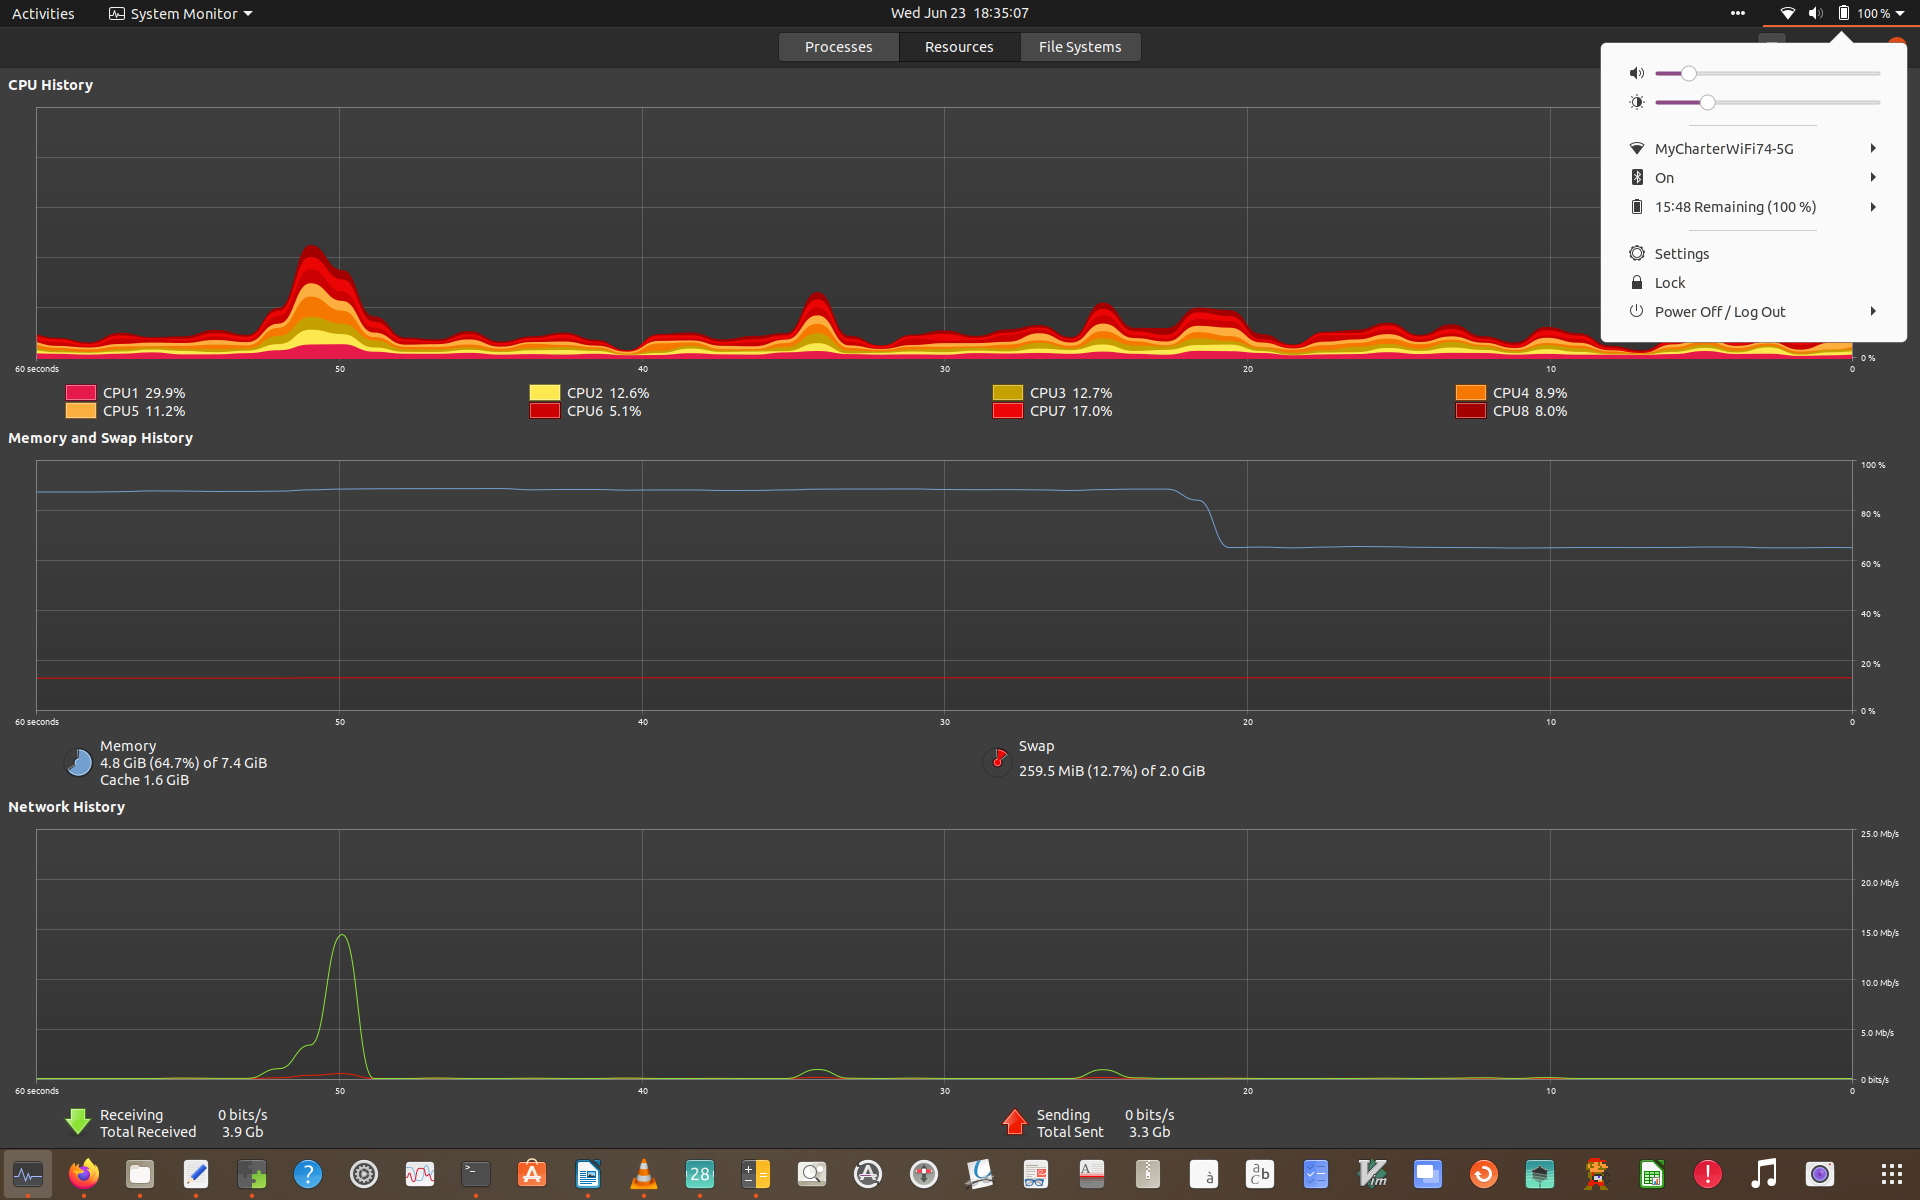 Activities
System Monitor
Wed Jun 23 18:35:07
100 %
Processes
Resources
File Systems
MyCharterWiFi74-5G
On
15:48 Remaining (100 %)
Settings
Lock
Power Off / Log Out
CPU History
0 %
60 seconds 50 40 30 20 10 0
CPU1 29.9% CPU2 12.6% CPU3 12.7% CPU4 8.9%
CPU5 11.2% CPU6 5.1% CPU7 17.0% CPU8 8.0%
Memory and Swap History
100 %
80 %
60 %
40 %
20 %
0 %
60 seconds 50 40 30 20 10 0
Memory
4.8 GiB (64.7%) of 7.4 GiB
Cache 1.6 GiB
Swap
259.5 MiB (12.7%) of 2.0 GiB
Network History
25.0 Mb/s
20.0 Mb/s
15.0 Mb/s
10.0 Mb/s
5.0 Mb/s
0 bits/s
60 seconds 50 40 30 20 10 0
Receiving 0 bits/s
Total Received 3.9 Gb
Sending 0 bits/s
Total Sent 3.3 Gb
?
>_
A
28
A
à
a b c
Vim
!